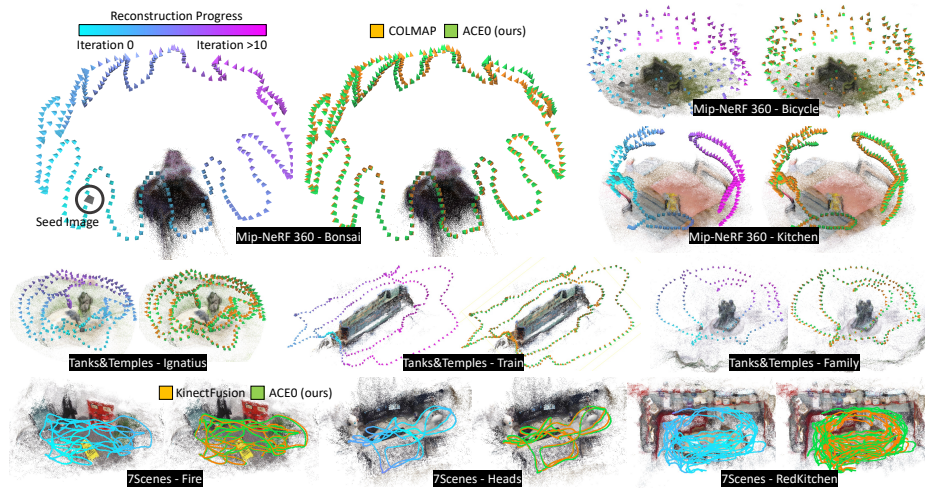 Reconstruction Progress
Iteration 0
Iteration >10
COLMAP
ACE0 (ours)
Seed Image
Mip-NeRF 360 - Bonsai
Mip-NeRF 360 - Bicycle
Mip-NeRF 360 - Kitchen
Tanks&Temples - Ignatius
Tanks&Temples - Train
Tanks&Temples - Family
KinectFusion
ACE0 (ours)
7Scenes - Fire
7Scenes - Heads
7Scenes - RedKitchen